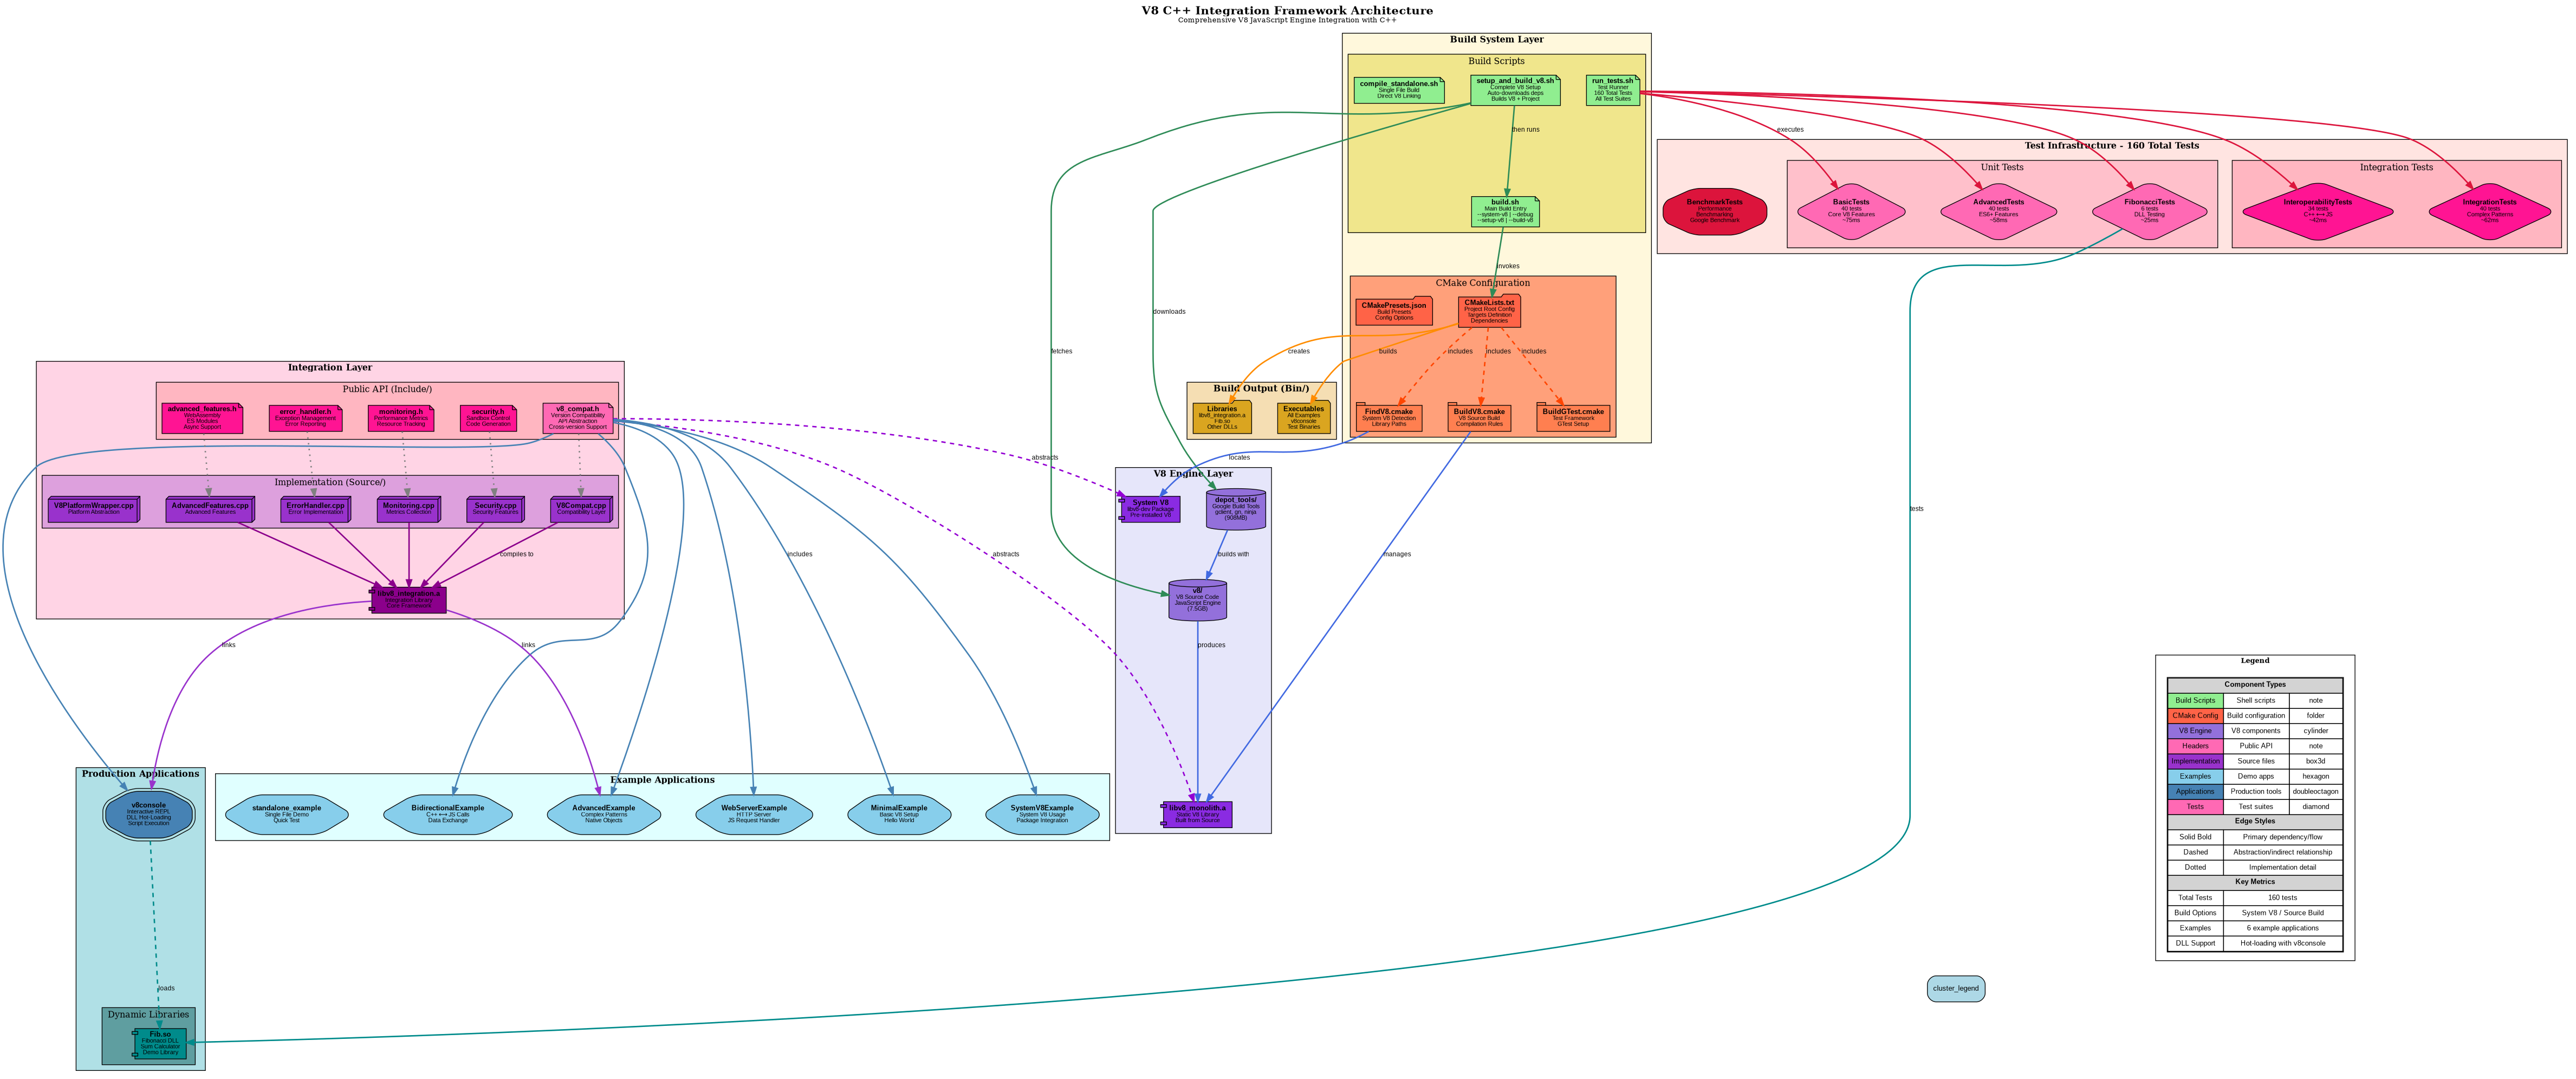 V8 C++ Integration Framework Architecture
Comprehensive V8 JavaScript Engine Integration with C++
Build System Layer
Build Scripts
compile_standalone.sh
Single File Build
Direct V8 Linking
setup_and_build_v8.sh
Complete V8 Setup
Auto-downloads deps
Builds V8 + Project
run_tests.sh
Test Runner
160 Total Tests
All Test Suites
then runs
executes
build.sh
Main Build Entry
--system-v8 | --debug
--setup-v8 | --build-v8
invokes
CMake Configuration
CMakePresets.json
Build Presets
Config Options
CMakeLists.txt
Project Root Config
Targets Definition
Dependencies
includes
includes
includes
FindV8.cmake
System V8 Detection
Library Paths
BuildV8.cmake
V8 Source Build
Compilation Rules
BuildGTest.cmake
Test Framework
GTest Setup
Test Infrastructure - 160 Total Tests
BenchmarkTests
Performance
Benchmarking
Google Benchmark
Unit Tests
BasicTests
40 tests
Core V8 Features
~75ms
AdvancedTests
40 tests
ES6+ Features
~58ms
FibonacciTests
6 tests
DLL Testing
~25ms
Integration Tests
InteroperabilityTests
34 tests
C++ ⟷ JS
~42ms
IntegrationTests
40 tests
Complex Patterns
~62ms
downloads
fetches
creates
builds
Build Output (Bin/)
Libraries
libv8_integration.a
Fib.so
Other DLLs
Executables
All Examples
v8console
Test Binaries
Integration Layer
Public API (Include/)
advanced_features.h
WebAssembly
ES Modules
Async Support
error_handler.h
Exception Management
Error Reporting
monitoring.h
Performance Metrics
Resource Tracking
security.h
Sandbox Control
Code Generation
v8_compat.h
Version Compatibility
API Abstraction
Cross-version Support
Implementation (Source/)
V8PlatformWrapper.cpp
Platform Abstraction
AdvancedFeatures.cpp
Advanced Features
ErrorHandler.cpp
Error Implementation
Monitoring.cpp
Metrics Collection
Security.cpp
Security Features
V8Compat.cpp
Compatibility Layer
compiles to
libv8_integration.a
Integration Library
Core Framework
links
links
includes
abstracts
abstracts
locates
manages
tests
V8 Engine Layer
System V8
libv8-dev Package
Pre-installed V8
depot_tools/
Google Build Tools
gclient, gn, ninja
(908MB)
builds with
v8/
V8 Source Code
JavaScript Engine
(7.5GB)
produces
libv8_monolith.a
Static V8 Library
Built from Source
Production Applications
v8console
Interactive REPL
DLL Hot-Loading
Script Execution
loads
Dynamic Libraries
Fib.so
Fibonacci DLL
Sum Calculator
Demo Library
Example Applications
standalone_example
Single File Demo
Quick Test
BidirectionalExample
C++ ⟷ JS Calls
Data Exchange
AdvancedExample
Complex Patterns
Native Objects
WebServerExample
HTTP Server
JS Request Handler
MinimalExample
Basic V8 Setup
Hello World
SystemV8Example
System V8 Usage
Package Integration
Legend
Component Types
Build Scripts Shell scripts note
CMake Config Build configuration folder
V8 Engine V8 components cylinder
Headers Public API note
Implementation Source files box3d
Examples Demo apps hexagon
Applications Production tools doubleoctagon
Tests Test suites diamond
Edge Styles
Solid Bold Primary dependency/flow
Dashed Abstraction/indirect relationship
Dotted Implementation detail
Key Metrics
Total Tests 160 tests
Build Options System V8 / Source Build
Examples 6 example applications
DLL Support Hot-loading with v8console
cluster_legend